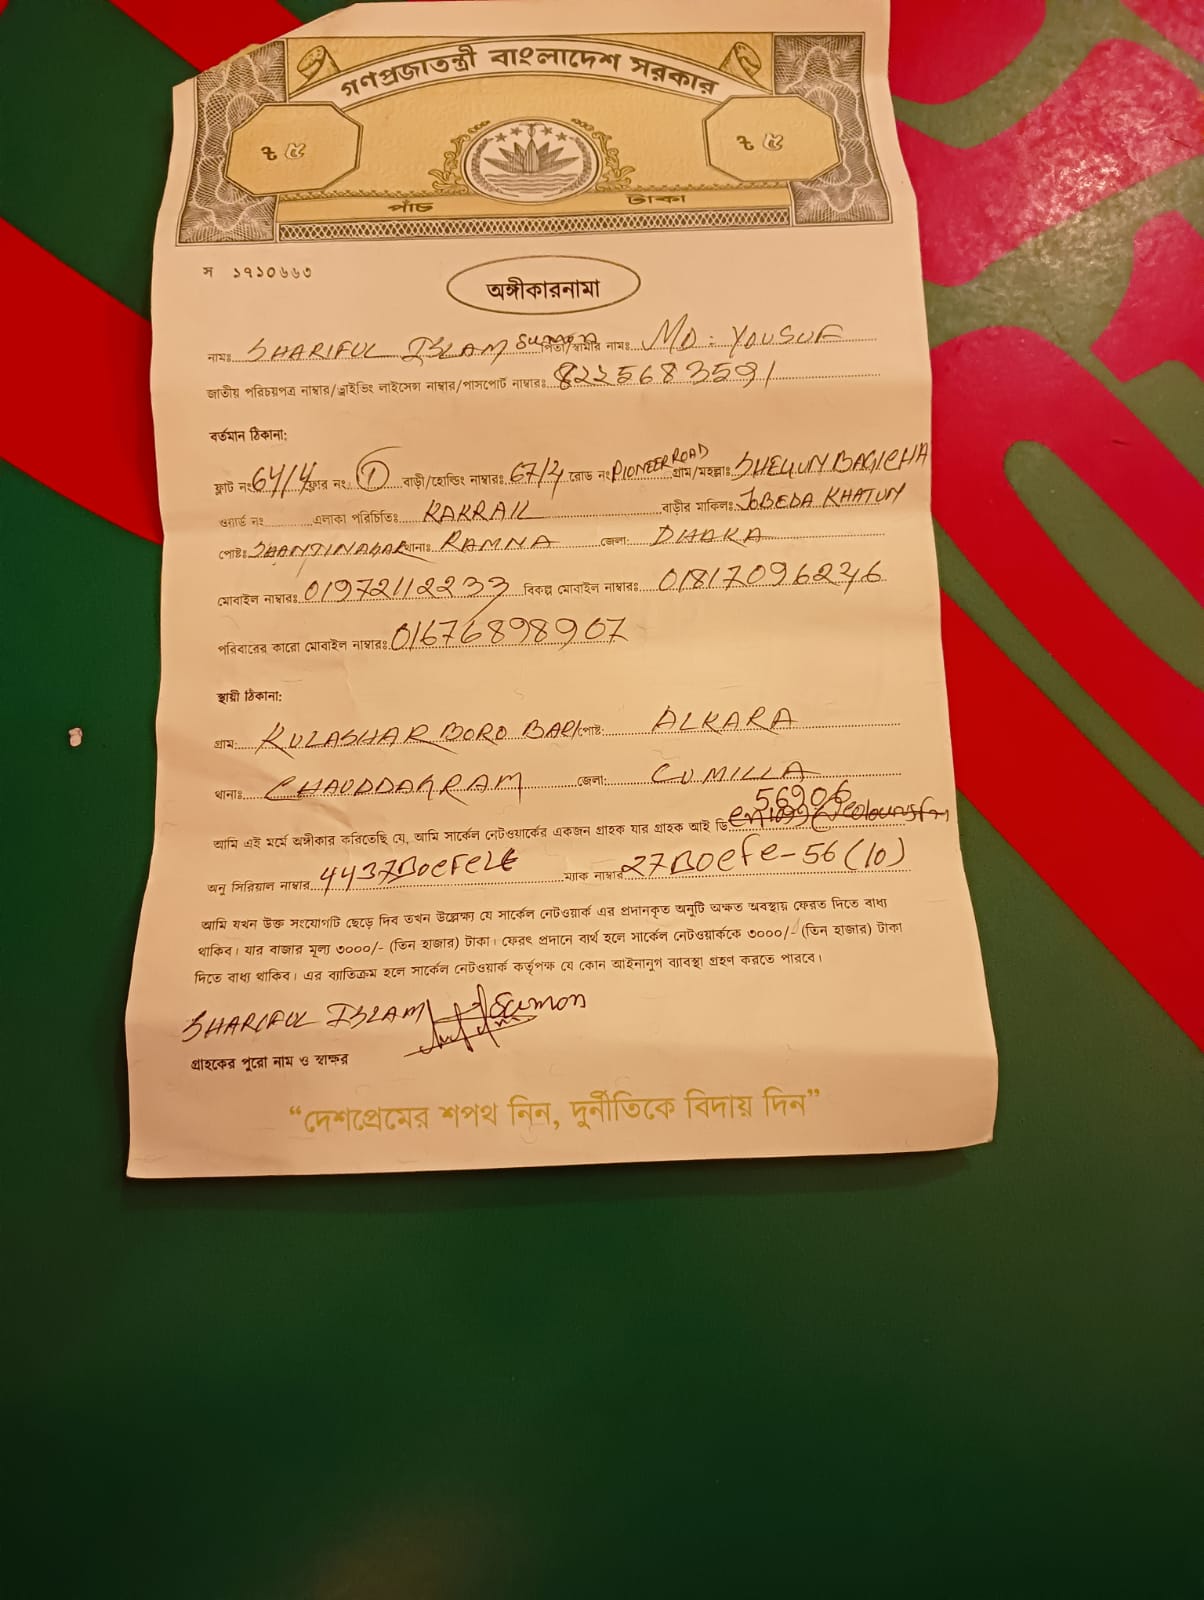 গণপ্রজাতন্ত্রী বাংলাদেশ সরকার
৳ ৫ ৳ ৫
পাঁচ টাকা
স ১৭১০৬৬৩
অঙ্গীকারনামা
নামঃ SHARIFUL ISLAM Sumon পিতা/স্বামীর নামঃ MD: YOUSUF
জাতীয় পরিচয়পত্র নাম্বার/ড্রাইভিং লাইসেন্স নাম্বার/পাসপোর্ট নাম্বারঃ 8225683591
বর্তমান ঠিকানা:
ফ্লাট নং 64/4 ফ্লোর নং 1 বাড়ী/হোল্ডিং নাম্বারঃ 67/4 রোড নং PIONEER ROAD গ্রাম/মহল্লাঃ SHEGUN BAGICHA
ওয়ার্ড নং এলাকা পরিচিতিঃ KAKRAIL বাড়ীর মালিকঃ JOBEDA KHATUN
পোষ্টঃ SHANTINAGAR থানাঃ RAMNA জেলা: DHAKA
মোবাইল নাম্বারঃ 01972112233 বিকল্প মোবাইল নাম্বারঃ 01817096246
পরিবারের কারো মোবাইল নাম্বারঃ 01676898907
স্থায়ী ঠিকানা:
গ্রাম: KULASHAR BORO BARI পোষ্ট: ALKARA
থানাঃ CHAUDDAGRAM জেলা: CUMILLA
56906
আমি এই মর্মে অঙ্গীকার করিতেছি যে, আমি সার্কেল নেটওয়ার্কের একজন গ্রাহক যার গ্রাহক আই ডি
অনু সিরিয়াল নাম্বার ম্যাক নাম্বার 27B0efe-56 (10)
আমি যখন উক্ত সংযোগটি ছেড়ে দিব তখন উল্লেক্ষ্য যে সার্কেল নেটওয়ার্ক এর প্রদানকৃত অনুটি অক্ষত অবস্থায় ফেরত দিতে বাধ্য
থাকিব। যার বাজার মূল্য ৩০০০/- (তিন হাজার) টাকা। ফেরৎ প্রদানে ব্যর্থ হলে সার্কেল নেটওয়ার্ককে ৩০০০/- (তিন হাজার) টাকা
দিতে বাধ্য থাকিব। এর ব্যতিক্রম হলে সার্কেল নেটওয়ার্ক কর্তৃপক্ষ যে কোন আইনানুগ ব্যাবস্থা গ্রহণ করতে পারবে।
SHARIFUL ISLAM Sumon
গ্রাহকের পুরো নাম ও স্বাক্ষর
“দেশপ্রেমের শপথ নিন, দুর্নীতিকে বিদায় দিন”